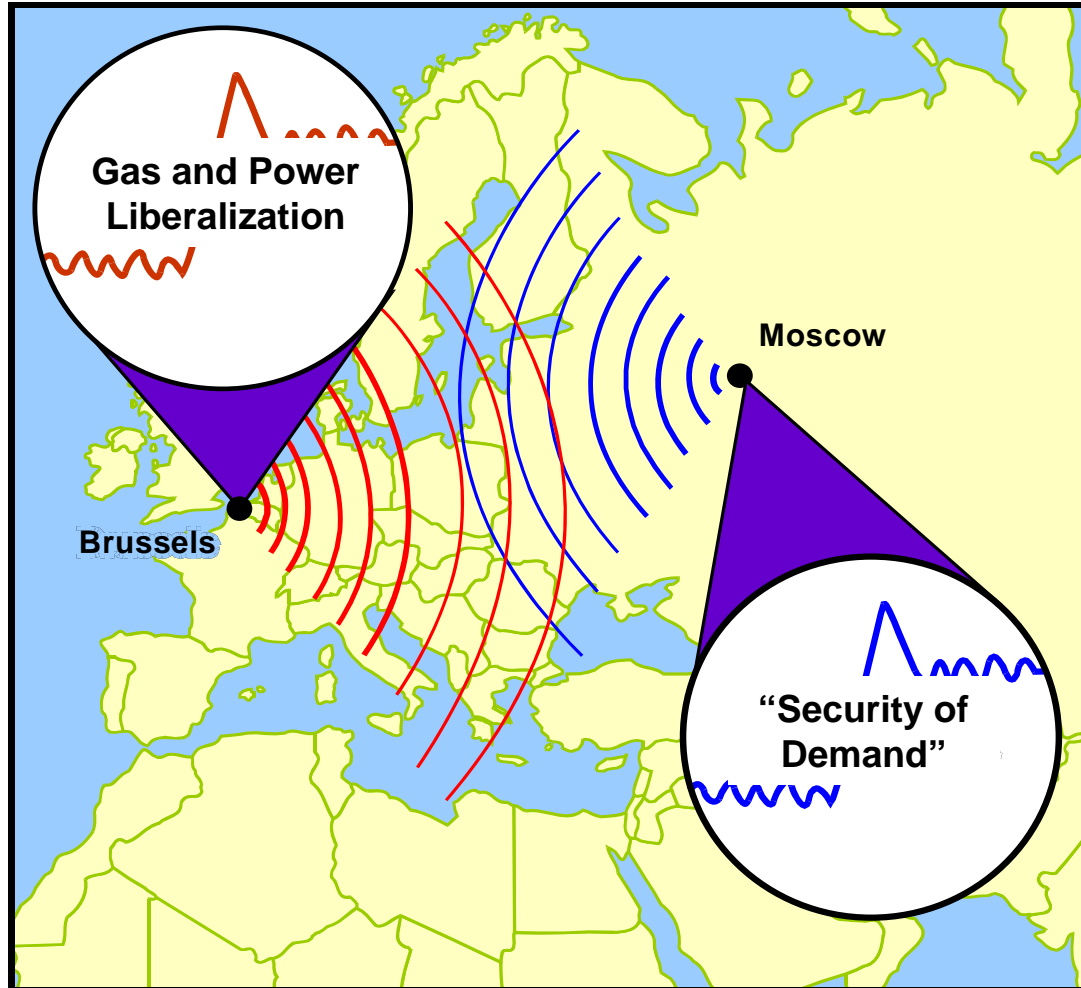 Gas and Power
Liberalization
Moscow
Brussels
“Security of
Demand”